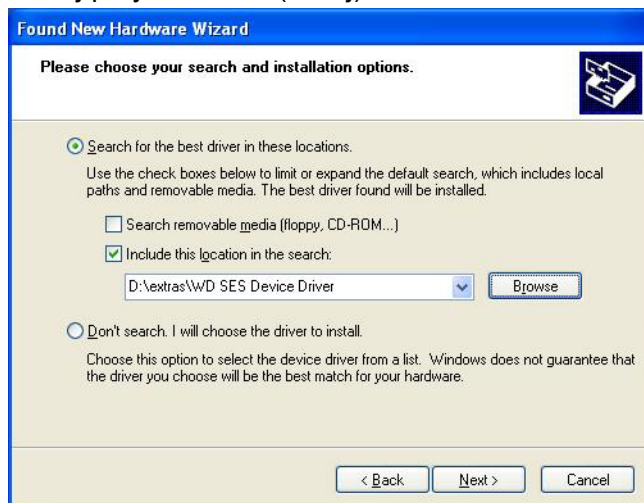 Found New Hardware Wizard
Please choose your search and installation options.
Search for the best driver in these locations.
Use the check boxes below to limit or expand the default search, which includes local
paths and removable media. The best driver found will be installed.
Search removable media (floppy, CD-ROM...)
Include this location in the search:
D:\extras\WD SES Device Driver
Browse
Don't search. I will choose the driver to install.
Choose this option to select the device driver from a list. Windows does not guarantee that
the driver you choose will be the best match for your hardware.
< Back Next > Cancel